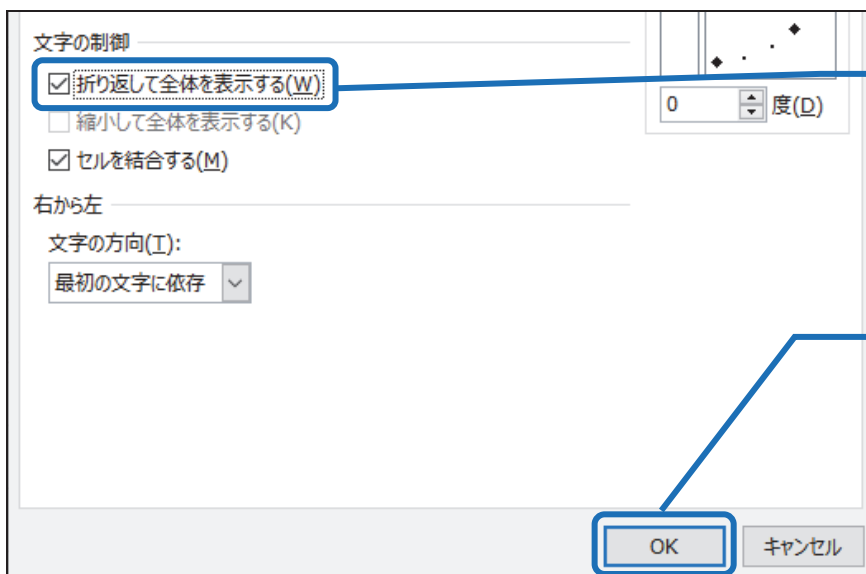 文字の制御
折り返して全体を表示する(W)
0 度(D)
縮小して全体を表示する(K)
セルを結合する(M)
右から左
文字の方向(T):
最初の文字に依存
OK キャンセル